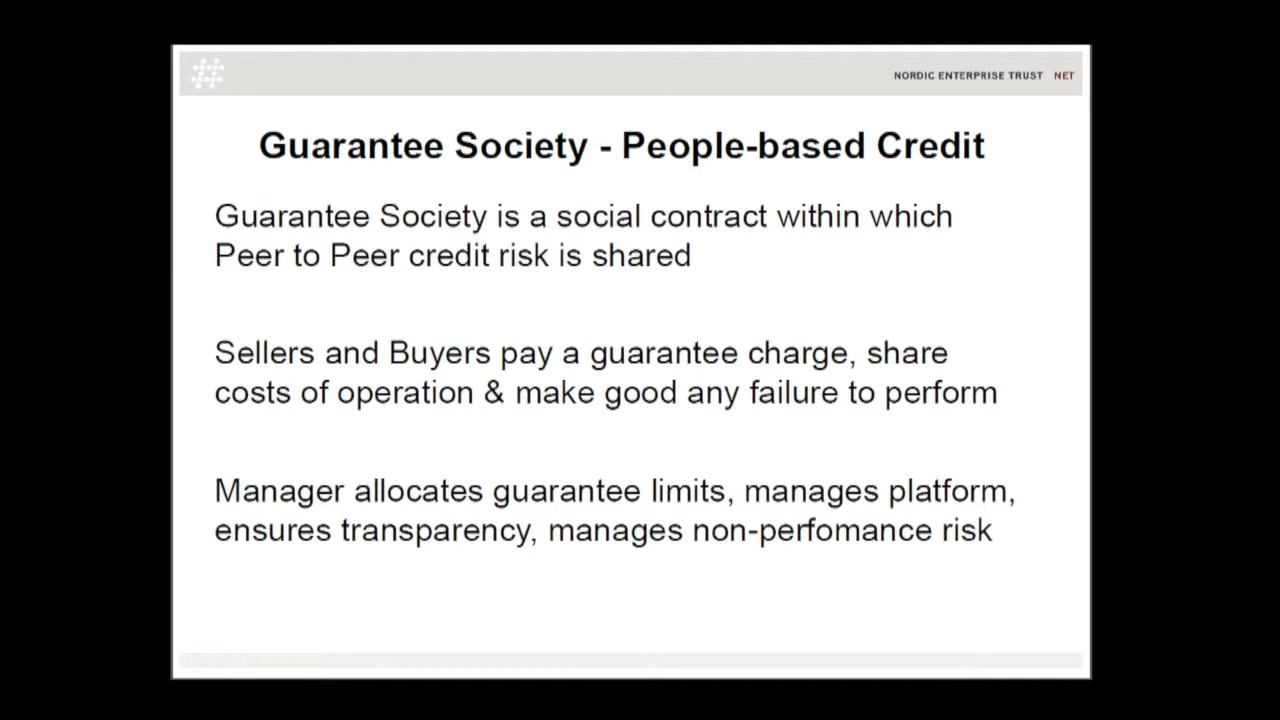 NORDIC ENTERPRISE TRUST NET
Guarantee Society - People-based Credit
Guarantee Society is a social contract within which
Peer to Peer credit risk is shared
Sellers and Buyers pay a guarantee charge, share
costs of operation & make good any failure to perform
Manager allocates guarantee limits, manages platform,
ensures transparency, manages non-perfomance risk